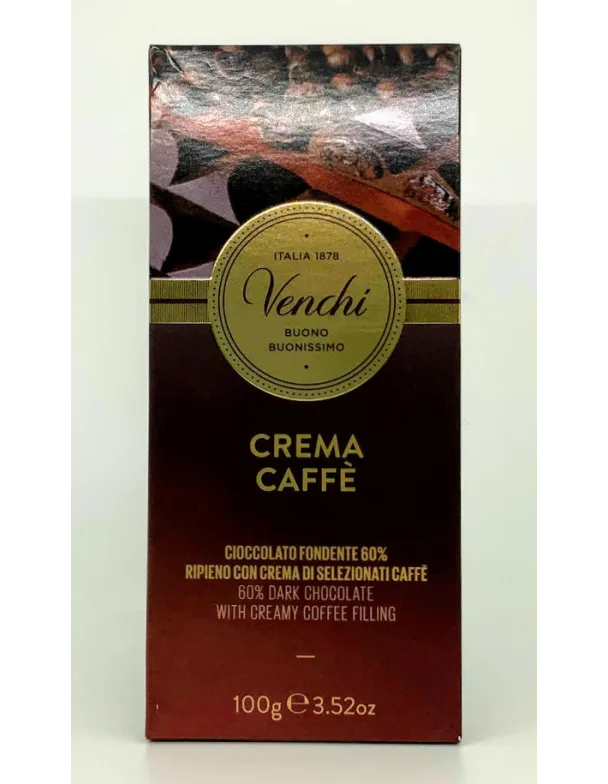 ITALIA 1878
Venchi
BUONO
BUONISSIMO
CREMA
CAFFÈ
CIOCCOLATO FONDENTE 60%
RIPIENO CON CREMA DI SELEZIONATI CAFFÈ
60% DARK CHOCOLATE
WITH CREAMY COFFEE FILLING
100g ℮ 3.52oz